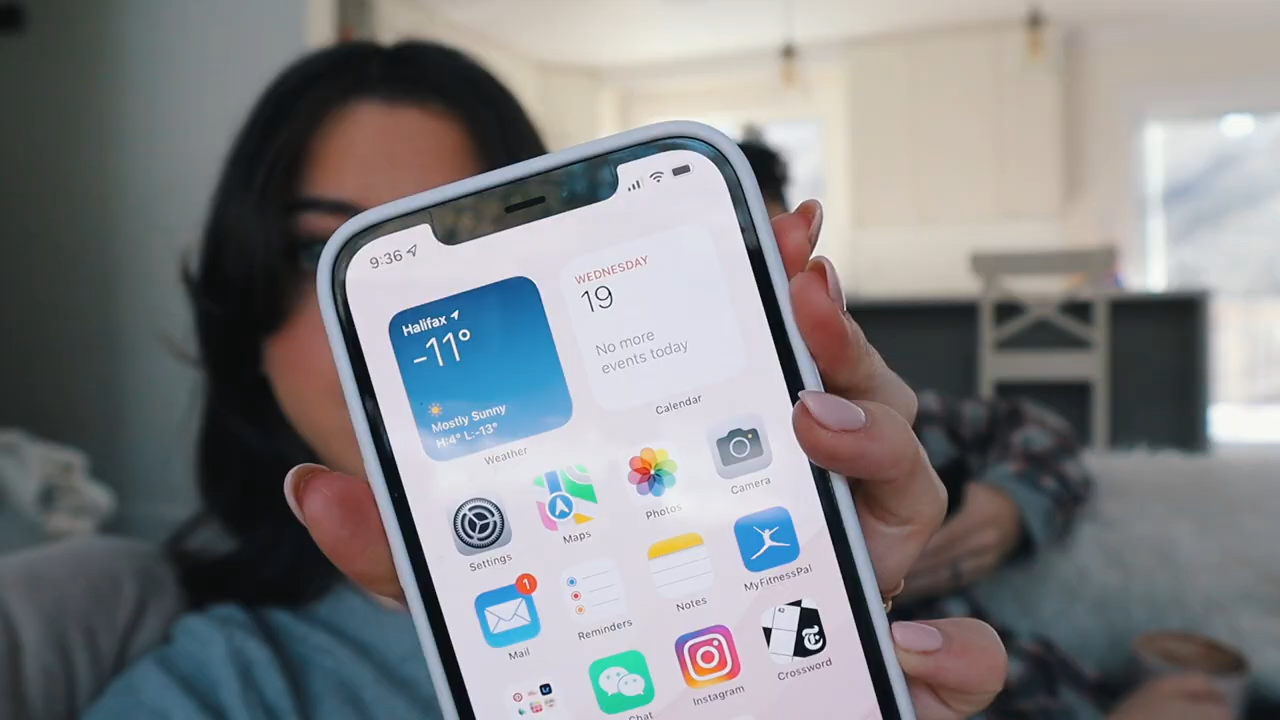 9:36
Halifax
-11°
Mostly Sunny
H:4° L:-13°
Weather
WEDNESDAY
19
No more
events today
Calendar
Settings
Maps
Photos
Camera
Mail
1
Reminders
Notes
MyFitnessPal
Chat
Instagram
Crossword